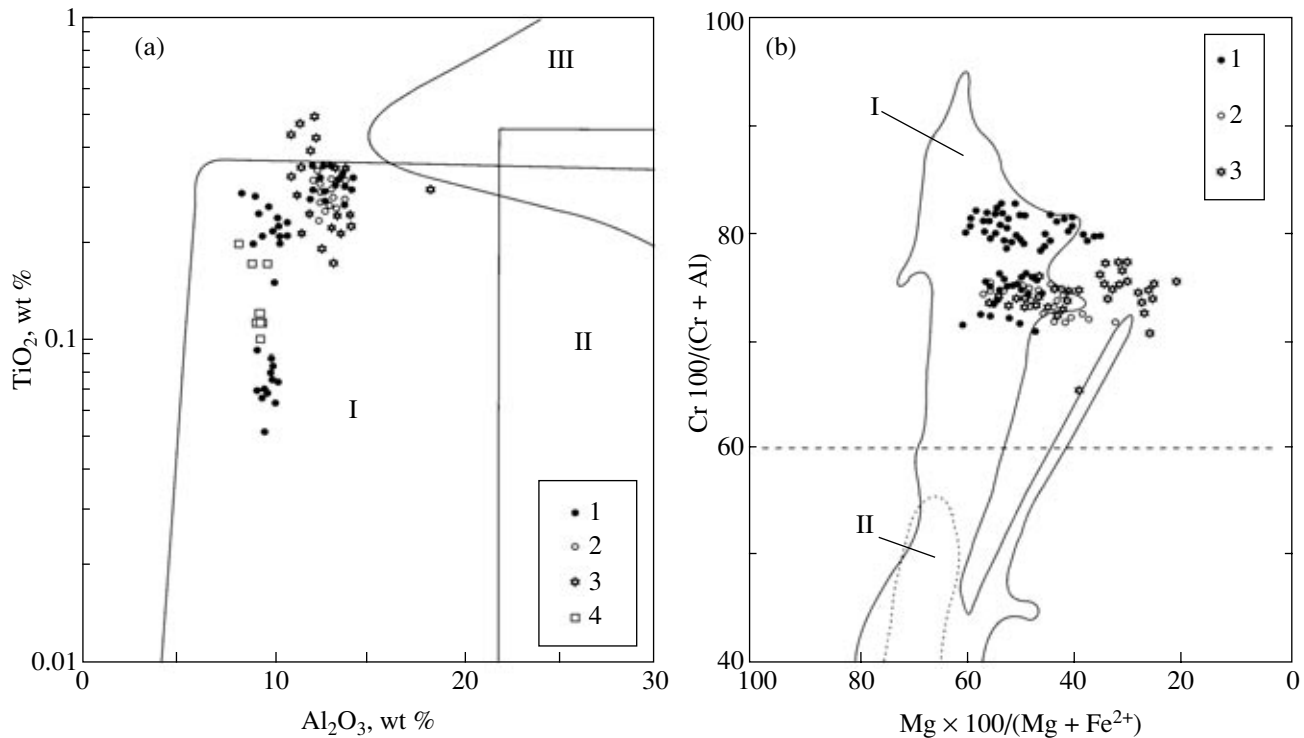 (a)
TiO₂, wt %
1
0.1
0.01
III
II
I
1
2
3
4
0 10 20 30
Al₂O₃, wt %
(b)
Cr 100/(Cr + Al)
100
80
60
40
I
II
1
2
3
100 80 60 40 20 0
Mg × 100/(Mg + Fe²⁺)